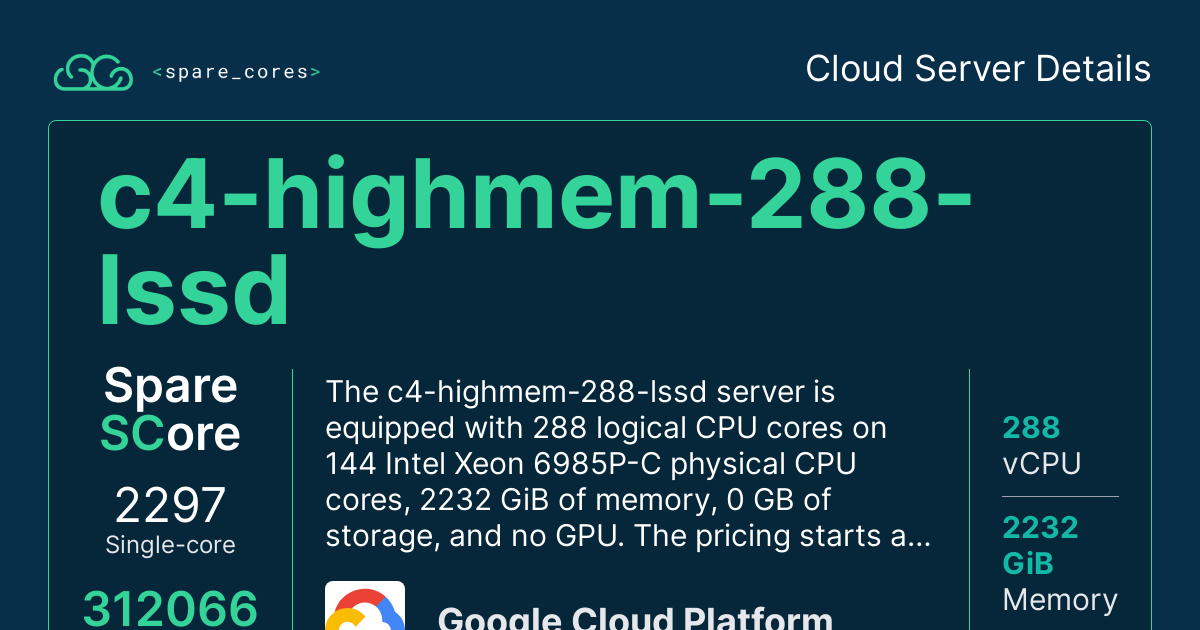 <spare_cores>
Cloud Server Details
c4-highmem-288-
lssd
Spare
SCore
2297
Single-core
312066
The c4-highmem-288-lssd server is
equipped with 288 logical CPU cores on
144 Intel Xeon 6985P-C physical CPU
cores, 2232 GiB of memory, 0 GB of
storage, and no GPU. The pricing starts a...
Google Cloud Platform
288
vCPU
2232
GiB
Memory